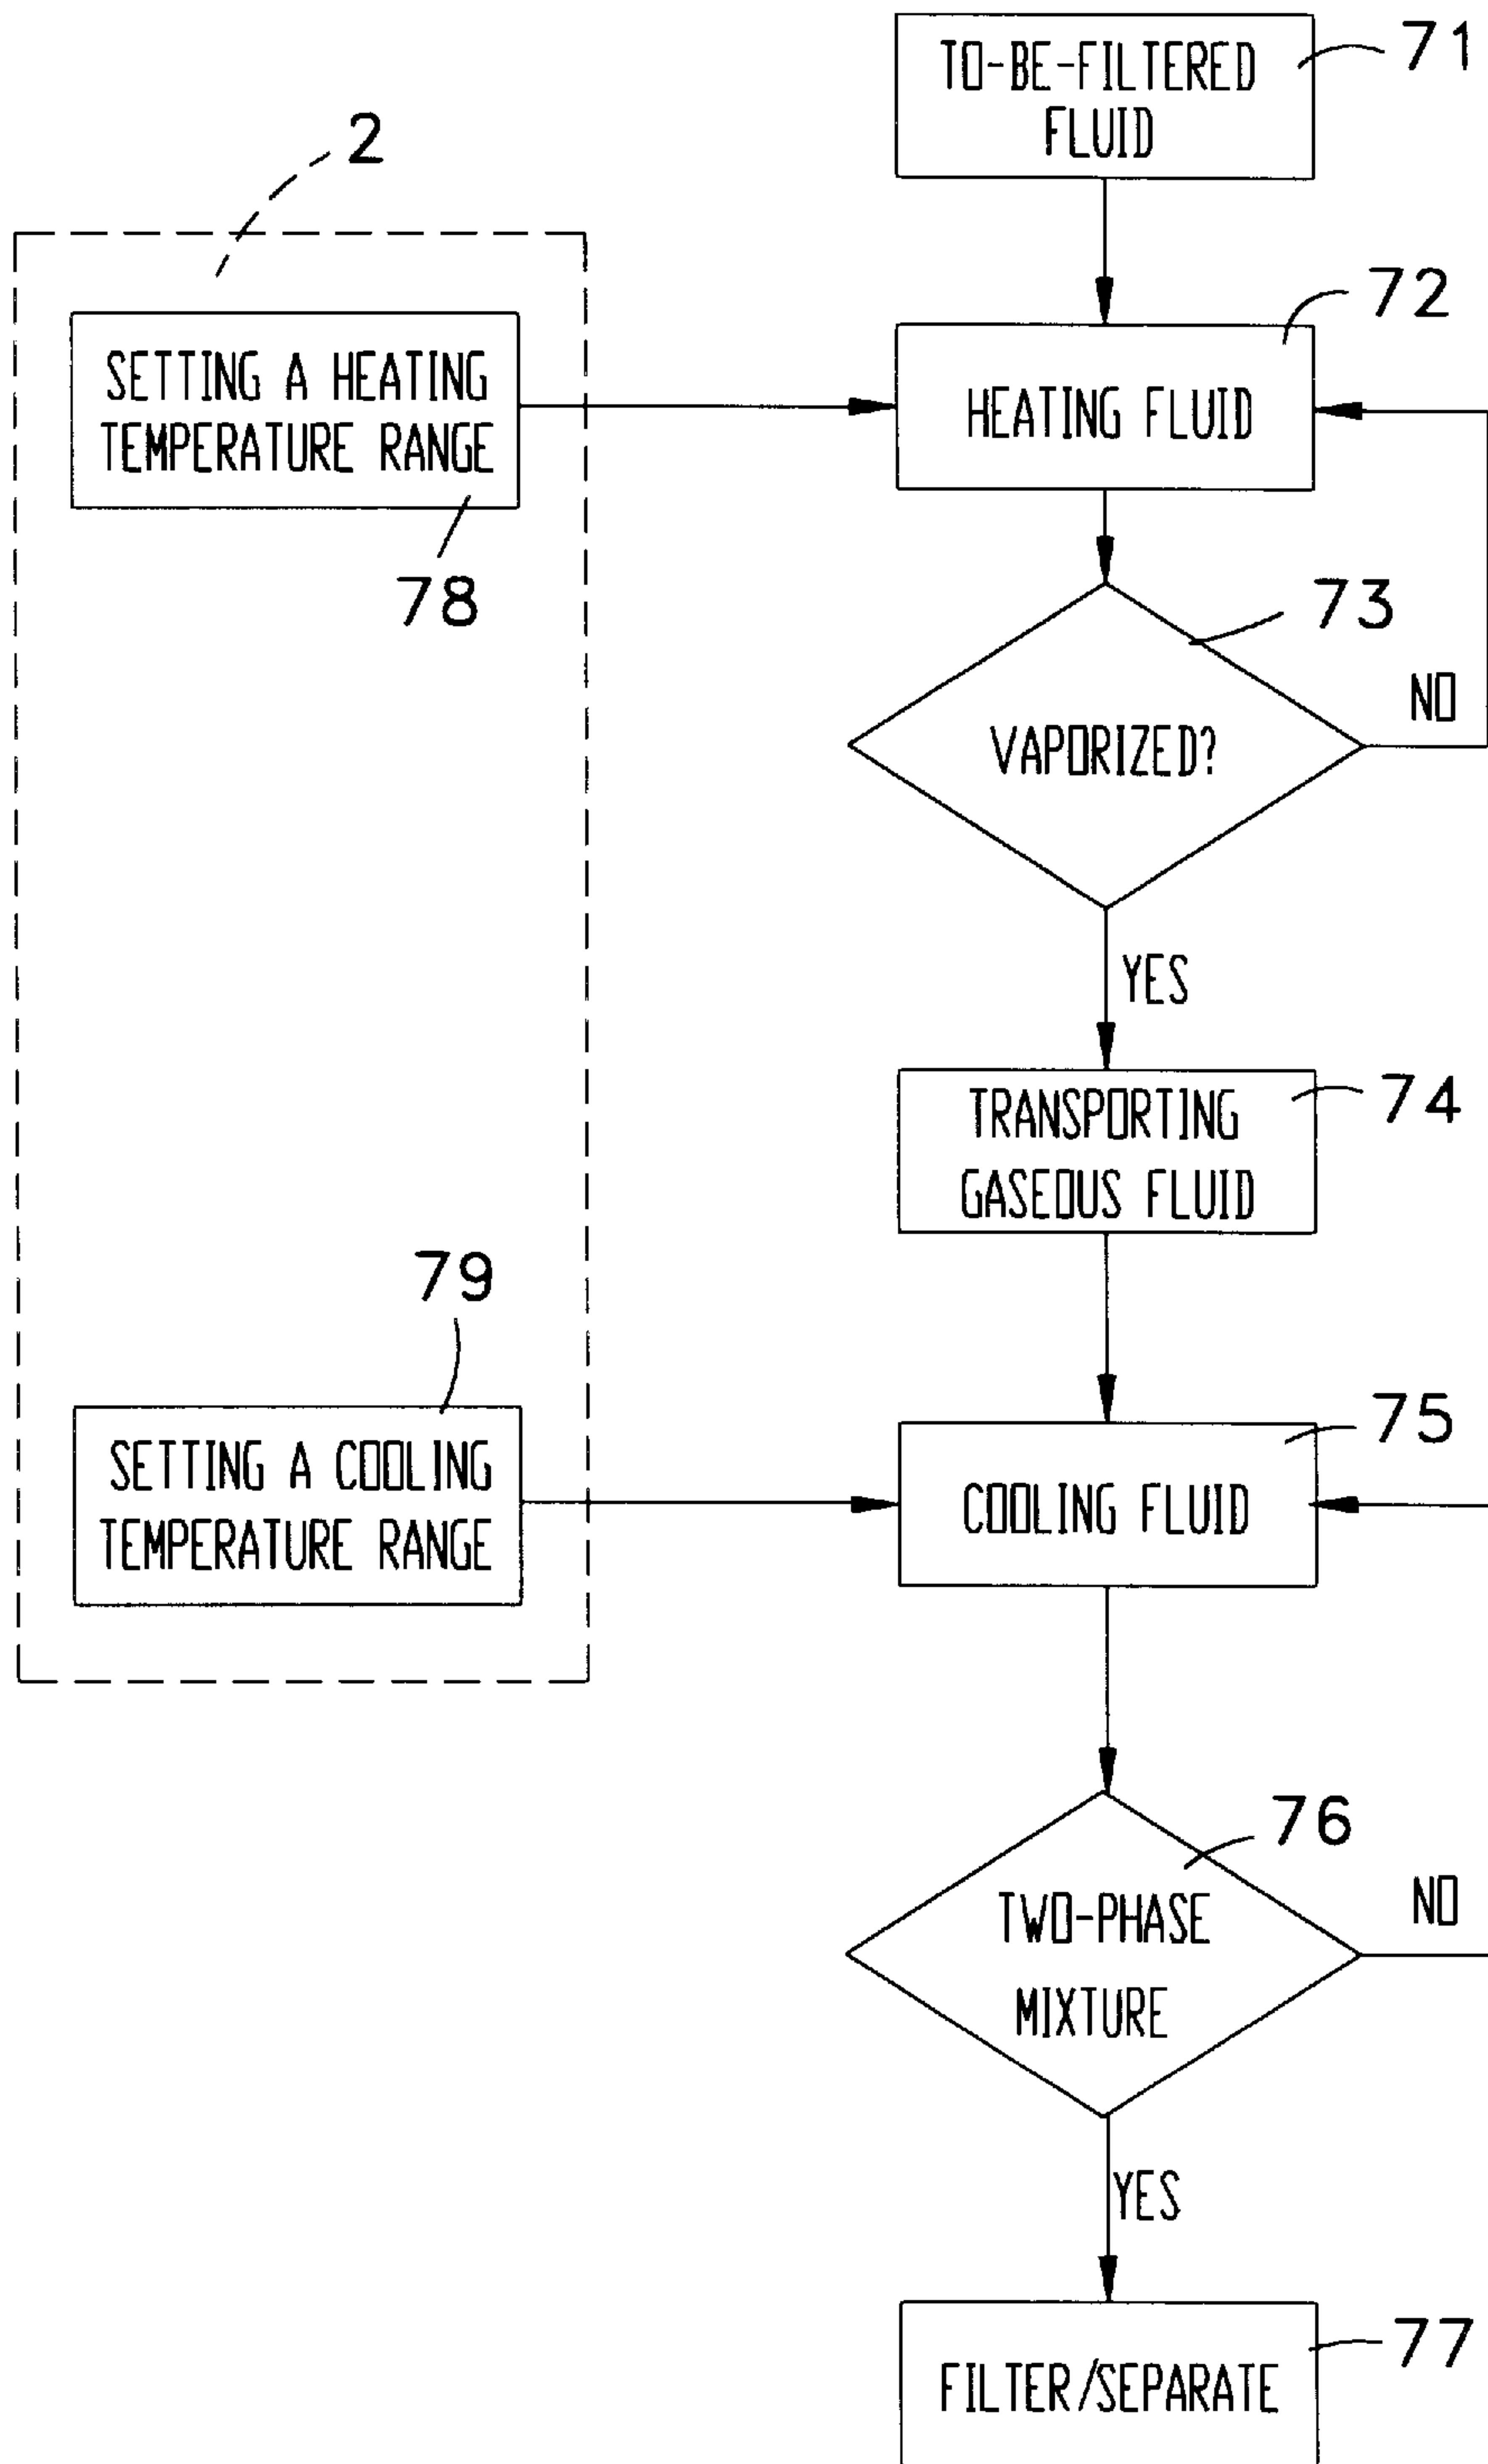 TO-BE-FILTERED
FLUID
71
2
SETTING A HEATING
TEMPERATURE RANGE
78
72
HEATING FLUID
73
VAPORIZED?
NO
YES
TRANSPORTING
GASEOUS FLUID
74
79
SETTING A COOLING
TEMPERATURE RANGE
75
COOLING FLUID
76
TWO-PHASE
MIXTURE
NO
YES
77
FILTER/SEPARATE